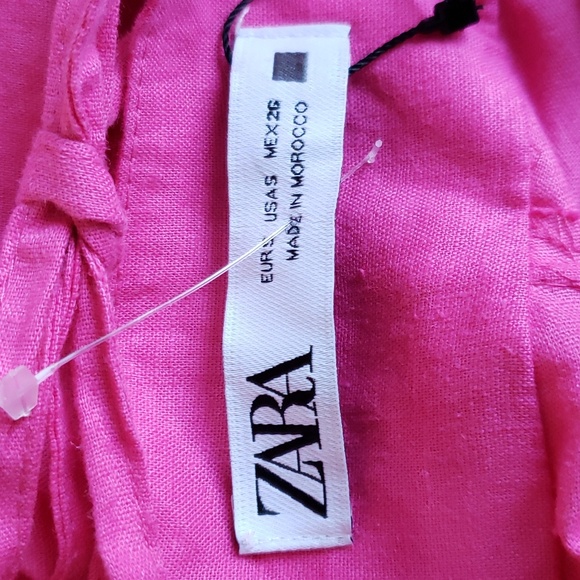 EUR S USA S MEX 26
MADE IN MOROCCO
ZARA